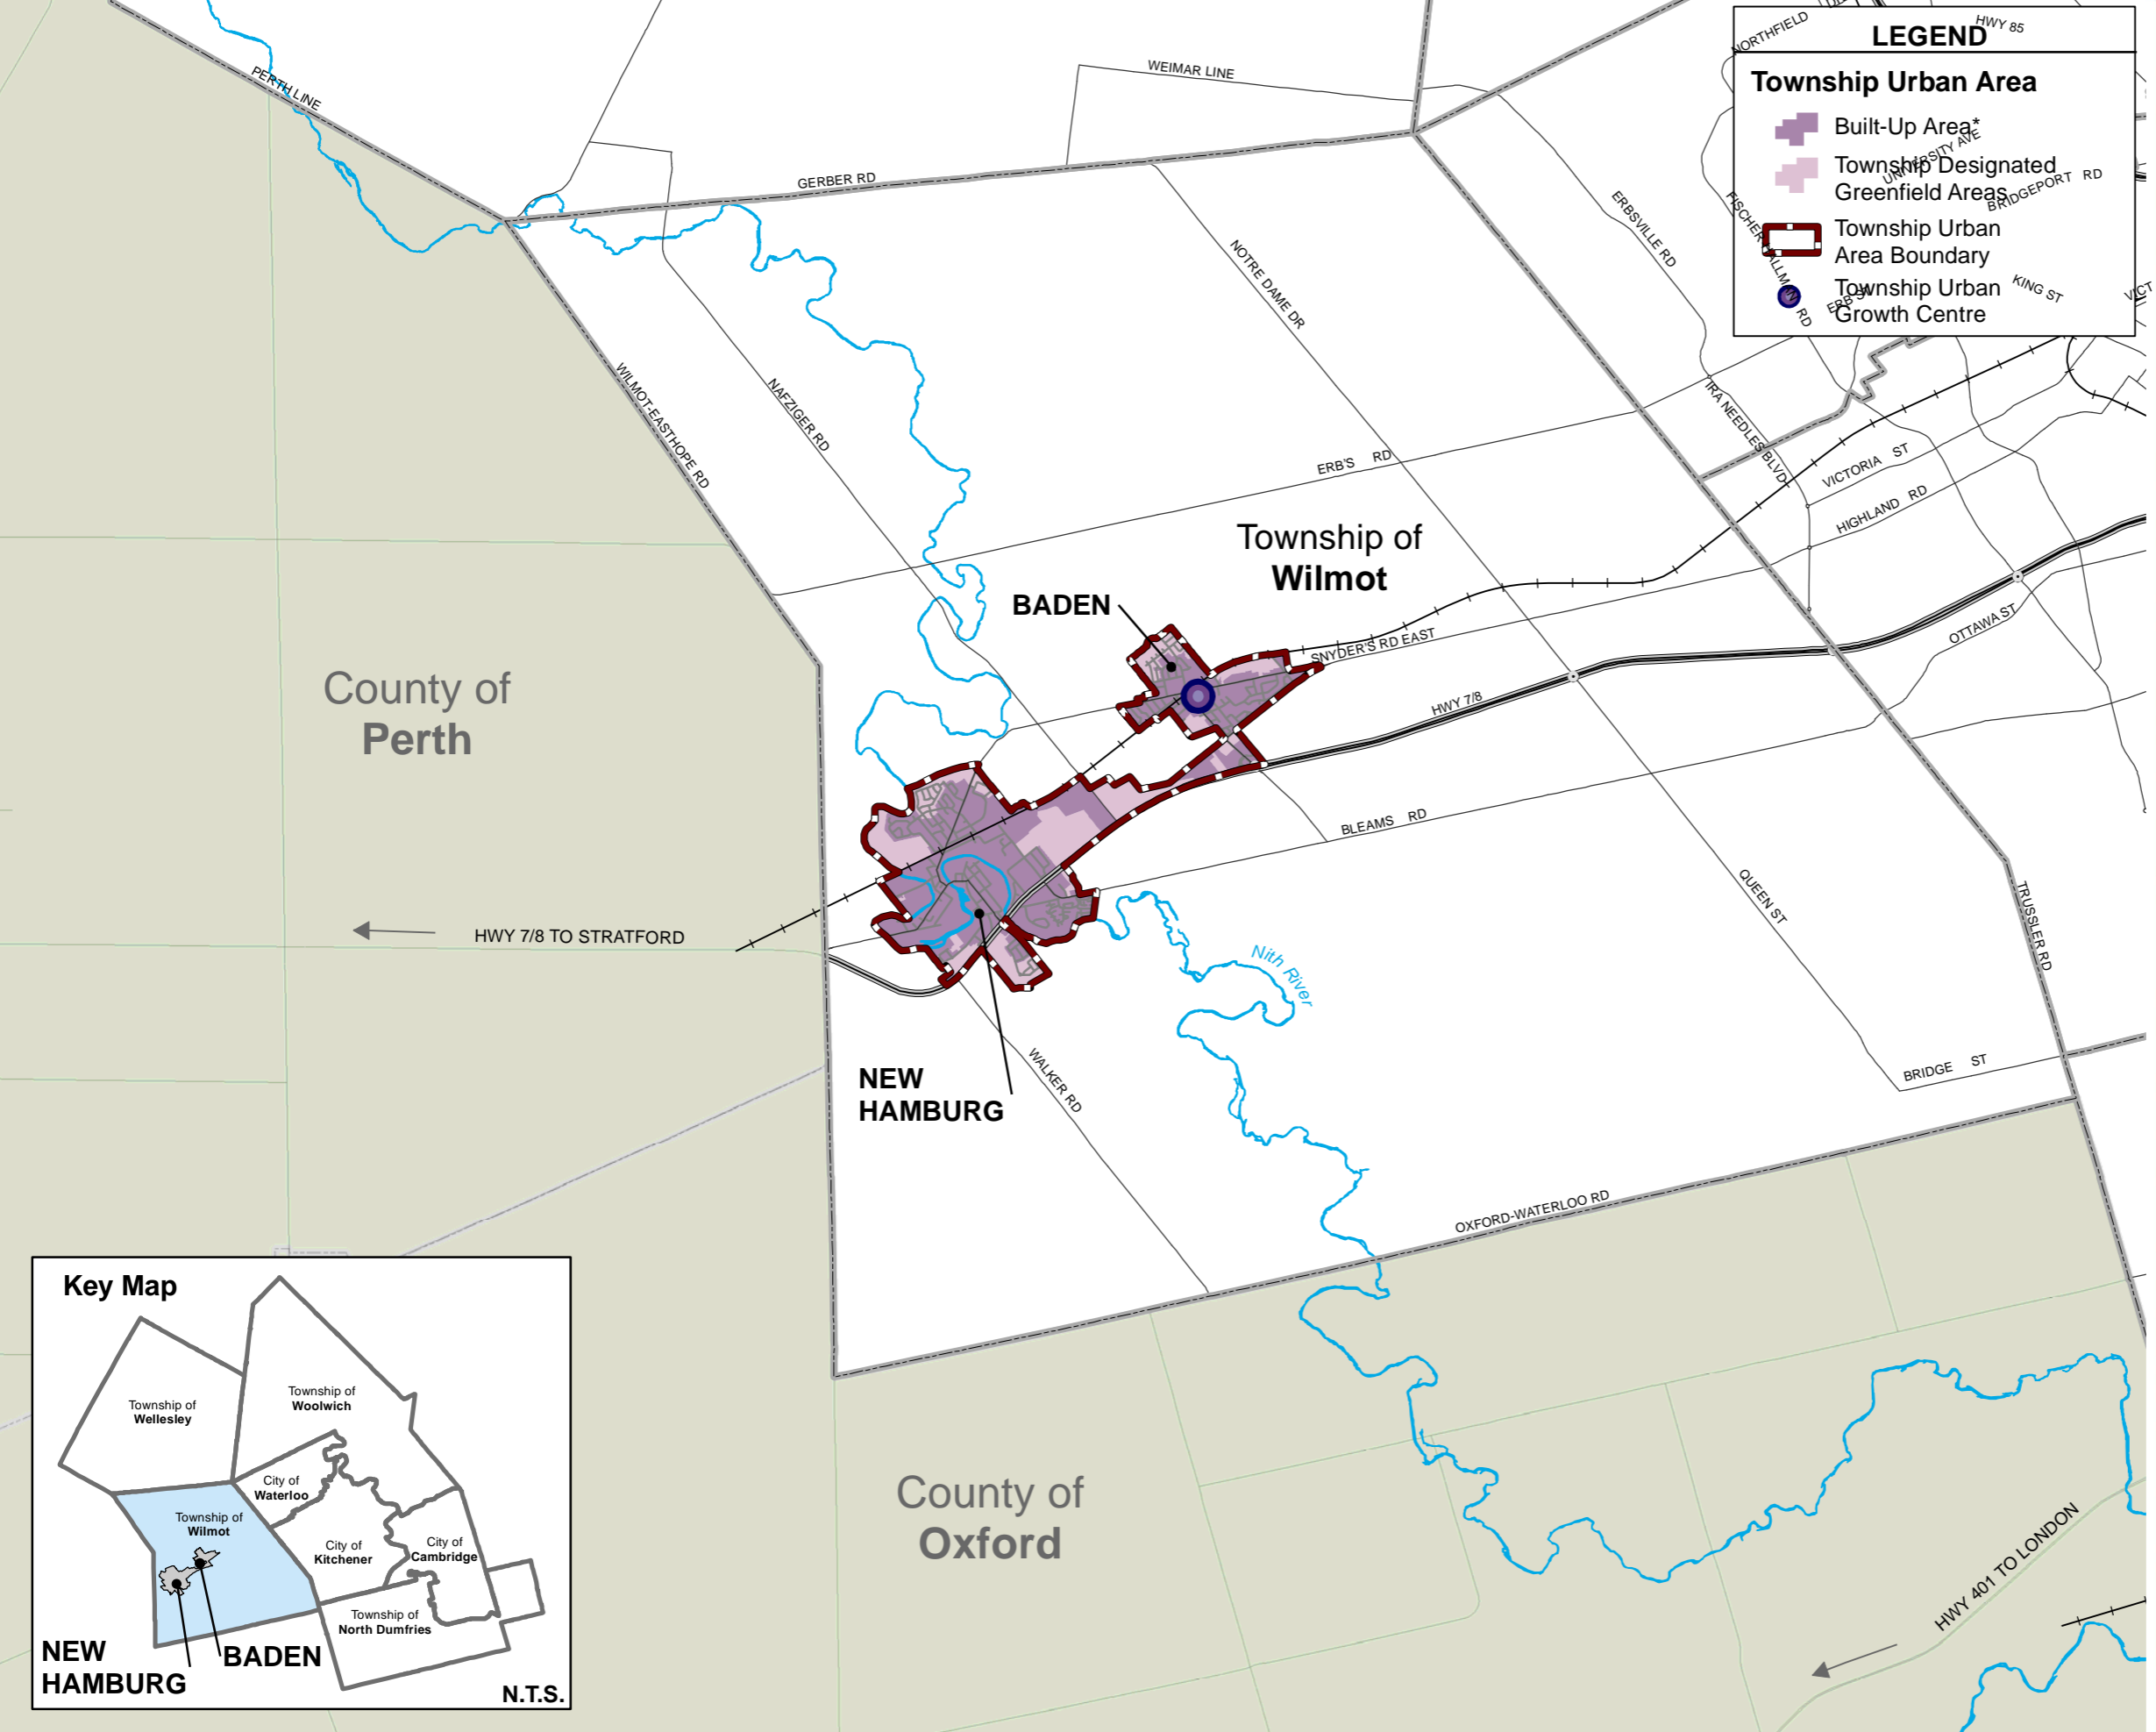 PERTH LINE
WEIMAR LINE
GERBER RD
NORTHFIELD
HWY 85
LEGEND
Township Urban Area
Built-Up Area*
Township Designated
Greenfield Areas
Township Urban
Area Boundary
Township Urban
Growth Centre
UNIVERSITY AVE
BRIDGEPORT RD
FISCHER
RD
ERB ST
KING ST
VICT
ERBSVILLE RD
NOTRE DAME DR
WILMOT-EASTHOPE RD
NAFZIGER RD
IRA NEEDLES BLVD
ERB'S RD
VICTORIA ST
HIGHLAND RD
Township of
Wilmot
BADEN
SNYDER'S RD EAST
OTTAWA ST
HWY 7/8
County of
Perth
BLEAMS RD
QUEEN ST
TRUSSLER RD
HWY 7/8 TO STRATFORD
Nith River
NEW
HAMBURG
WALKER RD
BRIDGE ST
OXFORD-WATERLOO RD
County of
Oxford
HWY 401 TO LONDON
Key Map
Township of
Wellesley
Township of
Woolwich
City of
Waterloo
Township of
Wilmot
City of
Kitchener
City of
Cambridge
Township of
North Dumfries
NEW
HAMBURG
BADEN
N.T.S.